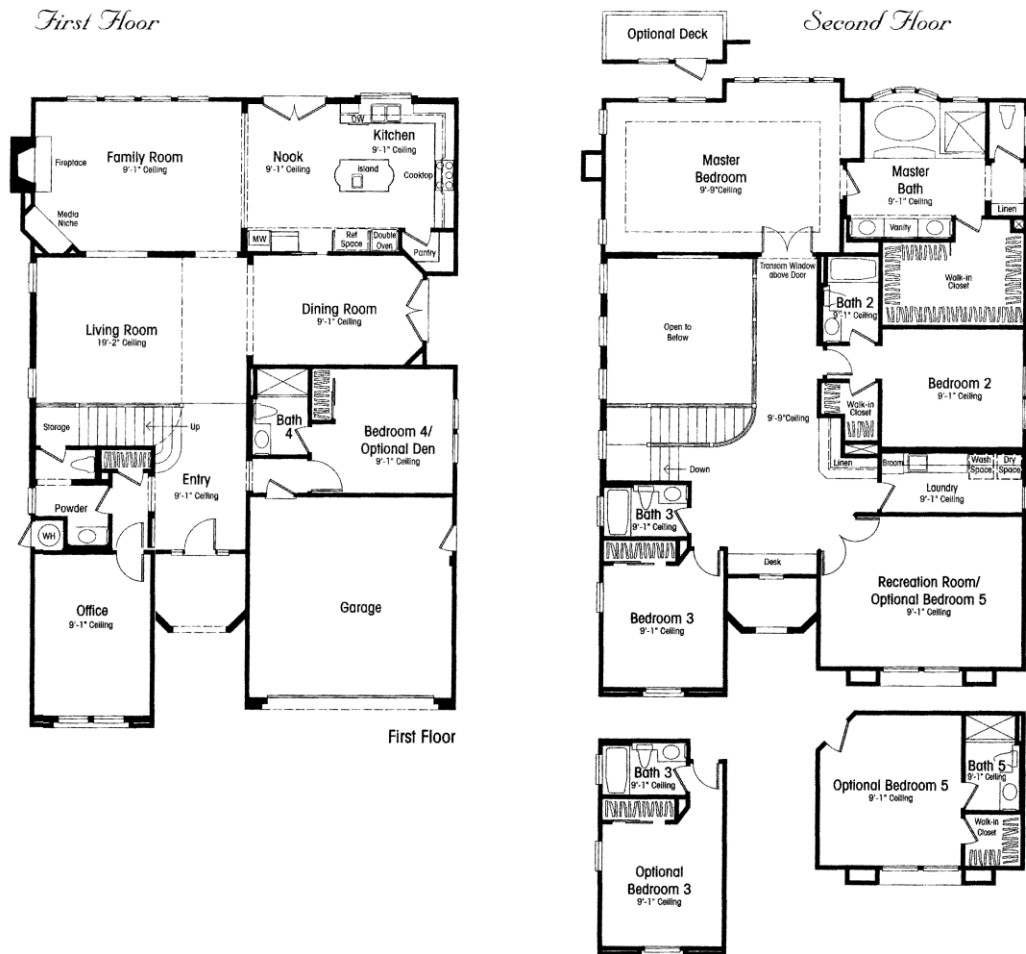 First Floor
Family Room
9'-1" Ceiling
Fireplace
Media
Niche
Nook
9'-1" Ceiling
DW
Kitchen
9'-1" Ceiling
Island
Cooktop
MW
Ref
Space
Double
Oven
Pantry
Living Room
19'-2" Ceiling
Dining Room
9'-1" Ceiling
Storage
Up
Bath
4
Bedroom 4/
Optional Den
9'-1" Ceiling
Entry
9'-1" Ceiling
Powder
WH
Office
9'-1" Ceiling
Garage
First Floor
Second Floor
Optional Deck
Master
Bedroom
9'-9"Ceiling
Master
Bath
9'-1" Ceiling
Linen
Vanity
Transom Window
above Door
Walk-in
Closet
Bath 2
9'-1" Ceiling
Open to
Below
Bedroom 2
9'-1" Ceiling
Walk-in
Closet
9'-9"Ceiling
Down
Linen
Broom
Wash
Space
Dry
Space
Laundry
9'-1" Ceiling
Bath 3
9'-1" Ceiling
Desk
Bedroom 3
9'-1" Ceiling
Recreation Room/
Optional Bedroom 5
9'-1" Ceiling
Bath 3
9'-1" Ceiling
Optional
Bedroom 3
9'-1" Ceiling
Optional Bedroom 5
9'-1" Ceiling
Bath 5
9'-1" Ceiling
Walk-in
Closet